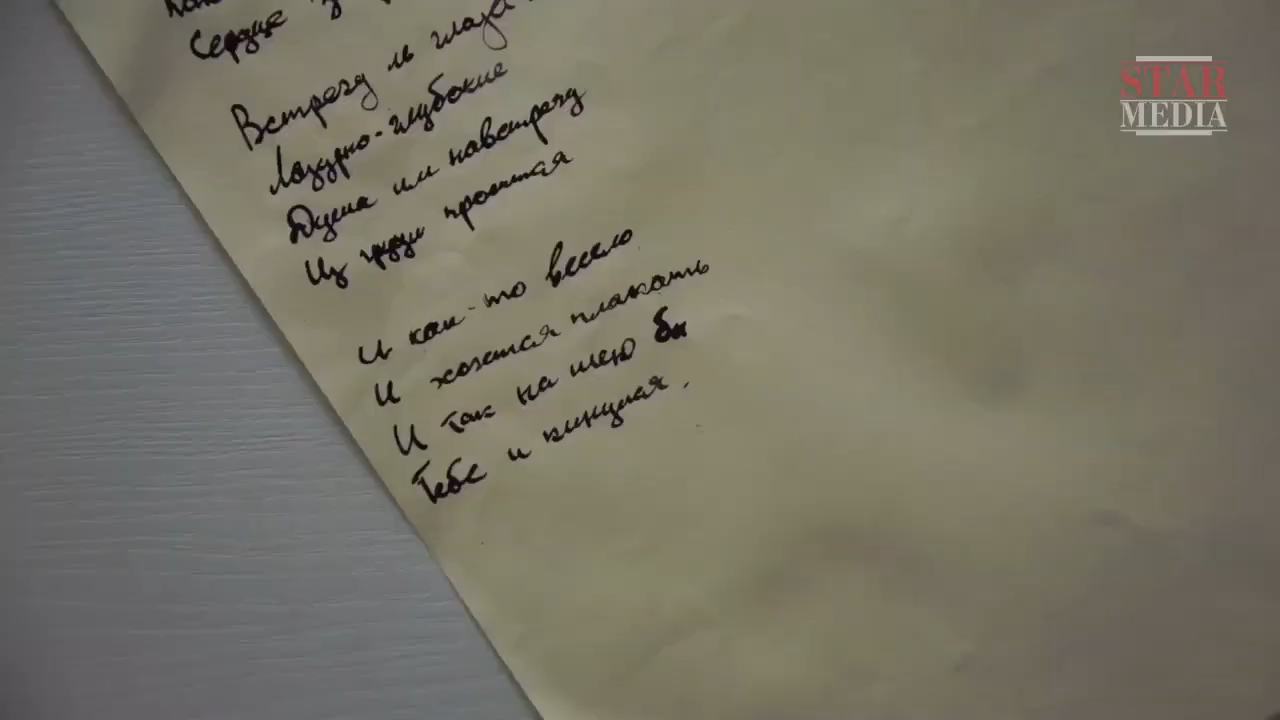 Сердце
Встречу ль глаза
Лазурно-глубокие
Душа им навстречу
Из груди просится
И как-то весело
И хочется плакать
И так на шею бы
Тебе я кинулся.
STAR
MEDIA